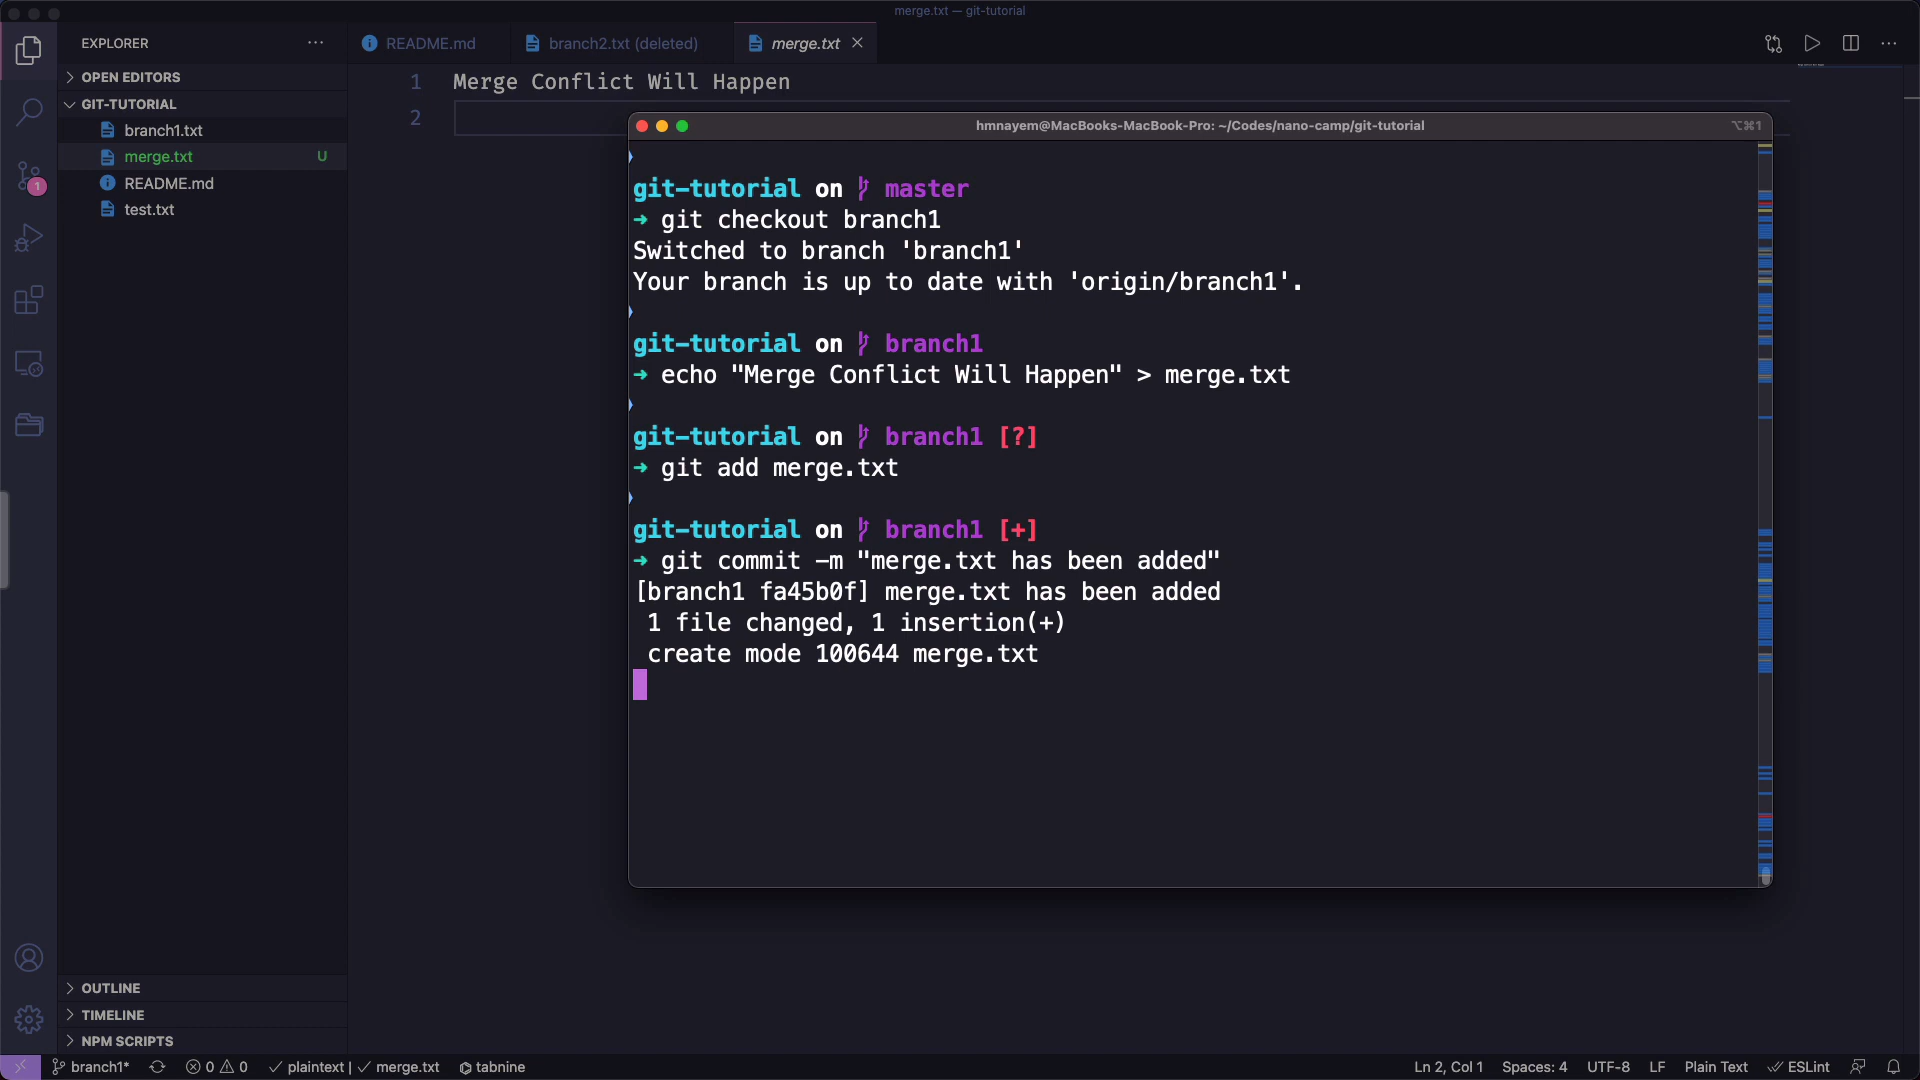 merge.txt — git-tutorial
EXPLORER
README.md
branch2.txt (deleted)
merge.txt
OPEN EDITORS
GIT-TUTORIAL
branch1.txt
merge.txt U
README.md
test.txt
1
1 Merge Conflict Will Happen
2
hmnayem@MacBooks-MacBook-Pro: ~/Codes/nano-camp/git-tutorial ⌥⌘1
git-tutorial on master
➜ git checkout branch1
Switched to branch 'branch1'
Your branch is up to date with 'origin/branch1'.
git-tutorial on branch1
➜ echo "Merge Conflict Will Happen" > merge.txt
git-tutorial on branch1 [?]
➜ git add merge.txt
git-tutorial on branch1 [+]
➜ git commit -m "merge.txt has been added"
[branch1 fa45b0f] merge.txt has been added
1 file changed, 1 insertion(+)
create mode 100644 merge.txt
OUTLINE
TIMELINE
NPM SCRIPTS
branch1* 0 0 plaintext | merge.txt tabnine Ln 2, Col 1 Spaces: 4 UTF-8 LF Plain Text ESLint